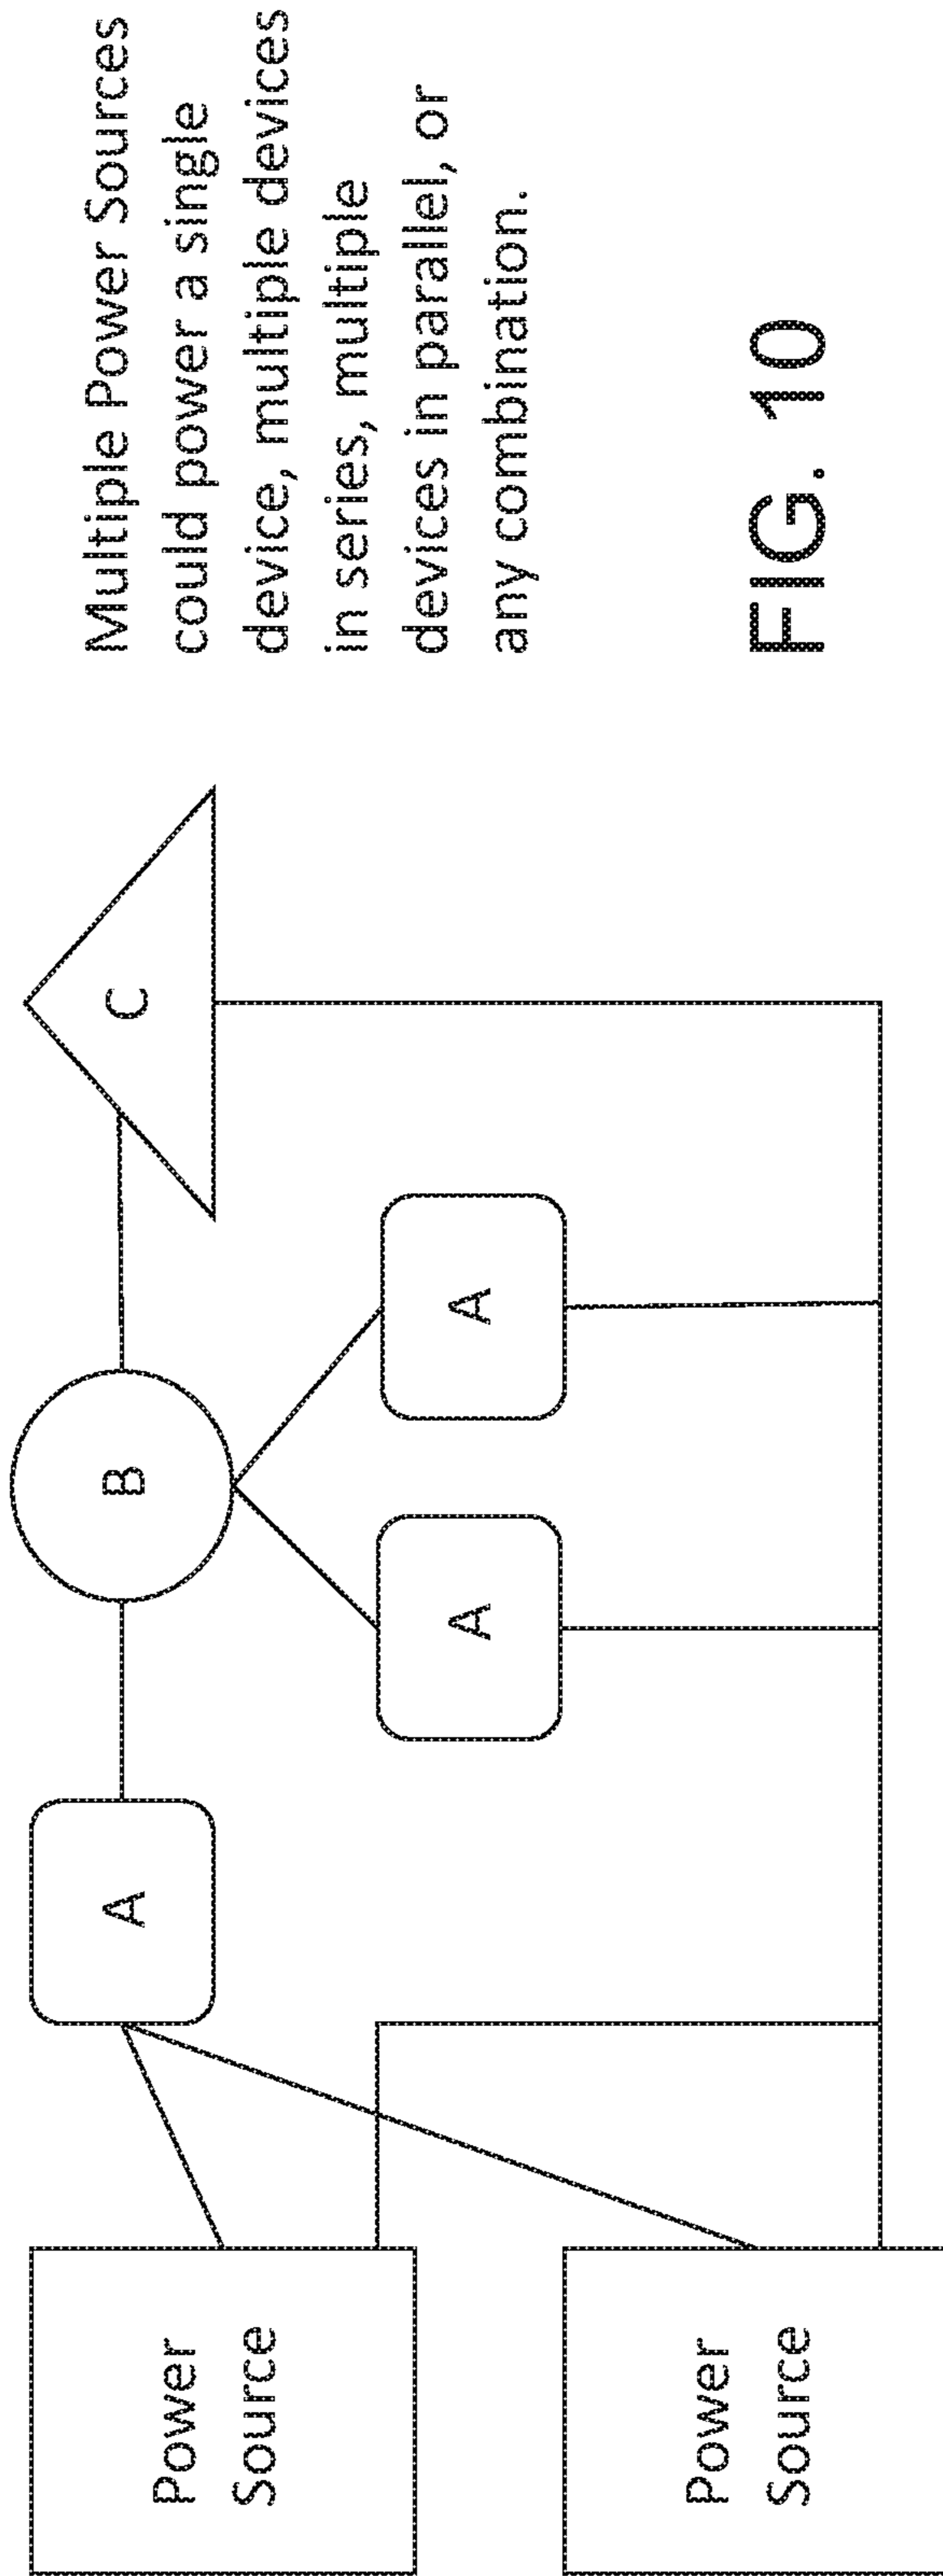 Power
Source
Power
Source
A
B
C
A
A
Multiple Power Sources
could power a single
device, multiple devices
in series, multiple
devices in parallel, or
any combination.
FIG. 10